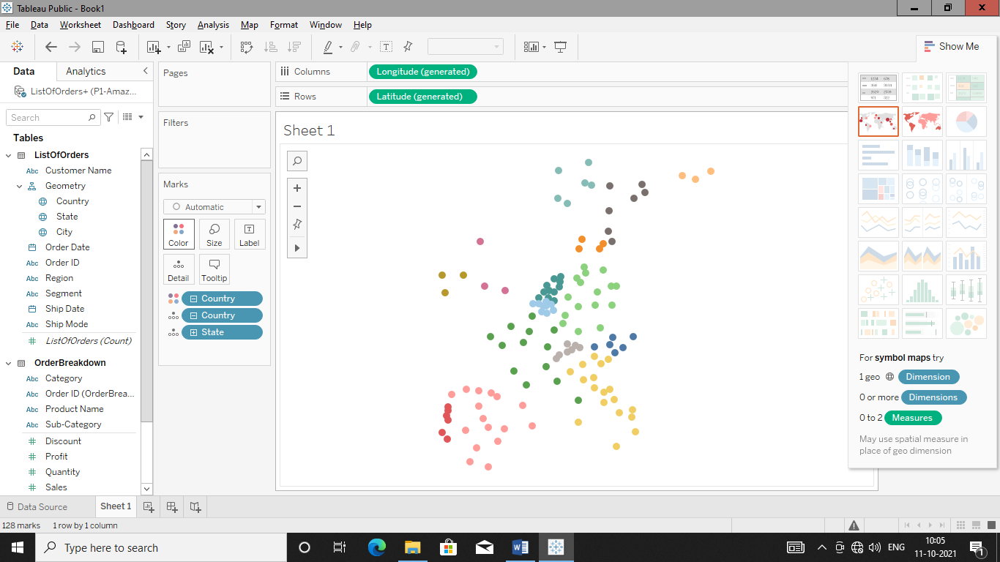 Tableau Public - Book1
File Data Worksheet Dashboard Story Analysis Map Format Window Help
Show Me
Data Analytics
ListOfOrders+ (P1-Amaz...
Search
Tables
ListOfOrders
Abc Customer Name
Geometry
Country
State
City
Order Date
Abc Order ID
Abc Region
Abc Segment
Ship Date
Abc Ship Mode
ListOfOrders (Count)
OrderBreakdown
Abc Category
Abc Order ID (OrderBrea...
Abc Product Name
Abc Sub-Category
Discount
Profit
Quantity
Sales
Pages
Filters
Marks
Automatic
Color Size Label
Detail Tooltip
Country
Country
State
Columns Longitude (generated)
Rows Latitude (generated)
Sheet 1
For symbol maps try
1 geo Dimension
0 or more Dimensions
0 to 2 Measures
May use spatial measure in
place of geo dimension
Data Source Sheet 1
128 marks 1 row by 1 column
Type here to search
ENG
10:05
11-10-2021
1